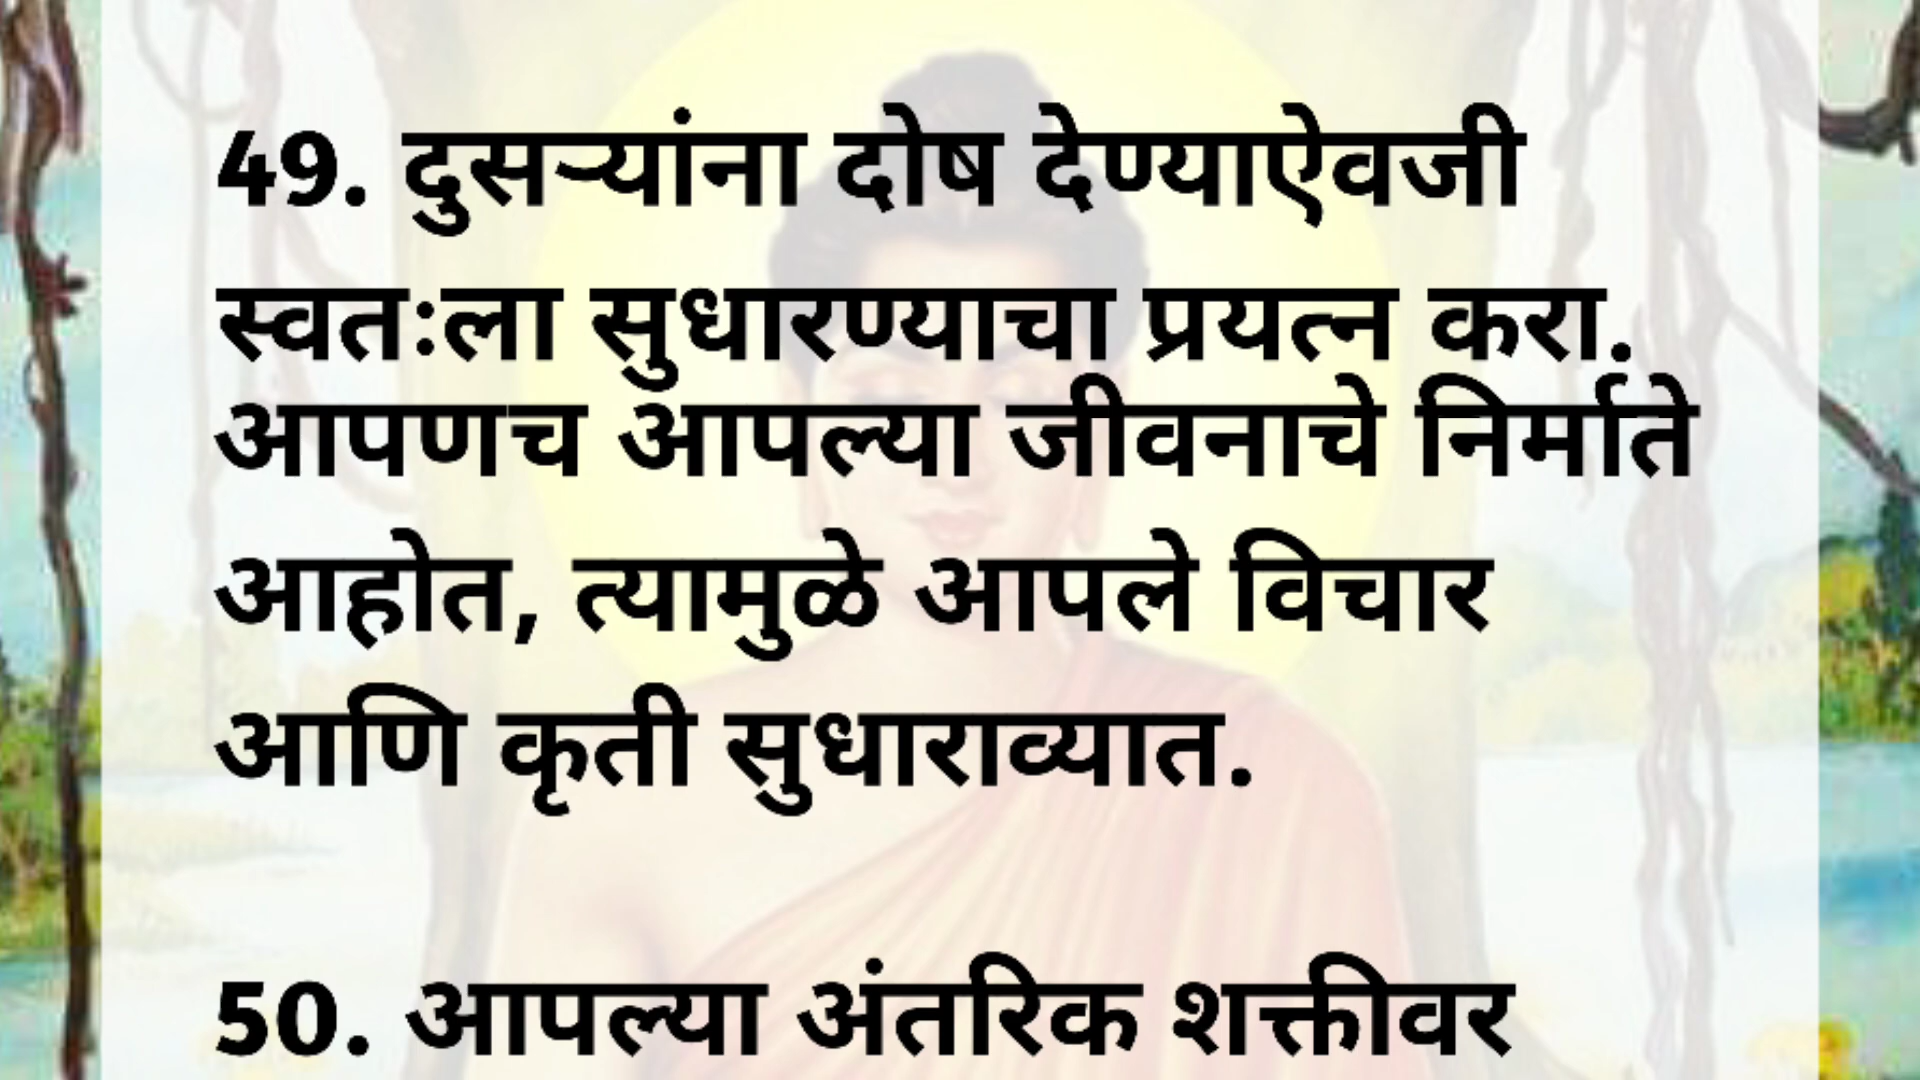 49. दुसऱ्यांना दोष देण्याऐवजी
स्वतःला सुधारण्याचा प्रयत्न करा.
आपणच आपल्या जीवनाचे निर्माते
आहोत, त्यामुळे आपले विचार
आणि कृती सुधाराव्यात.
50. आपल्या अंतरिक शक्तीवर